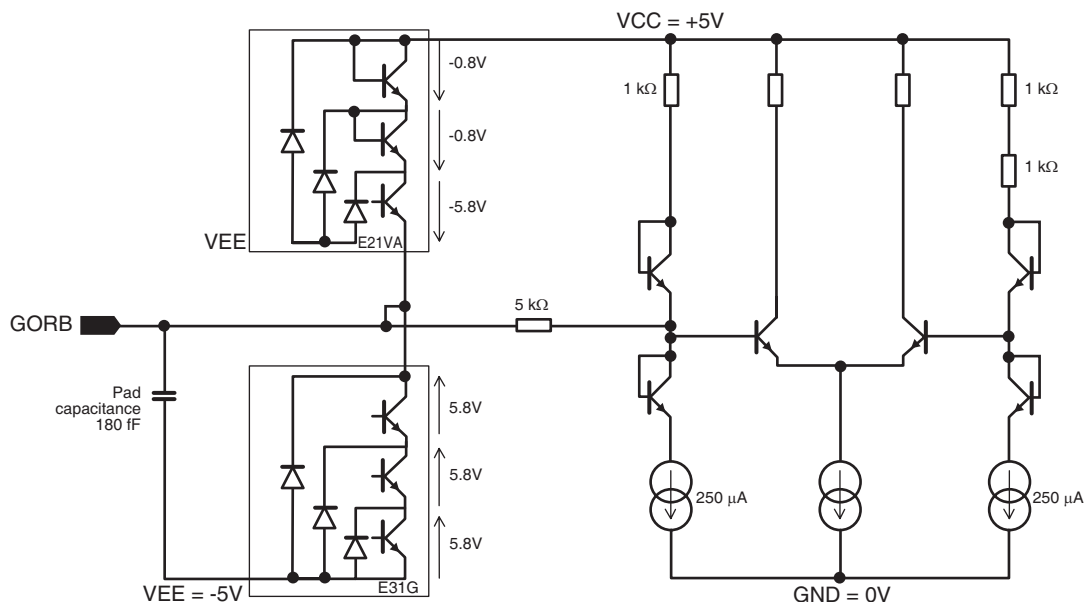 VCC = +5V
-0.8V
1 kΩ
1 kΩ
-0.8V
1 kΩ
-5.8V
VEE
E21VA
5 kΩ
GORB
Pad
capacitance
180 fF
5.8V
5.8V
250 μA
250 μA
5.8V
E31G
VEE = -5V
GND = 0V